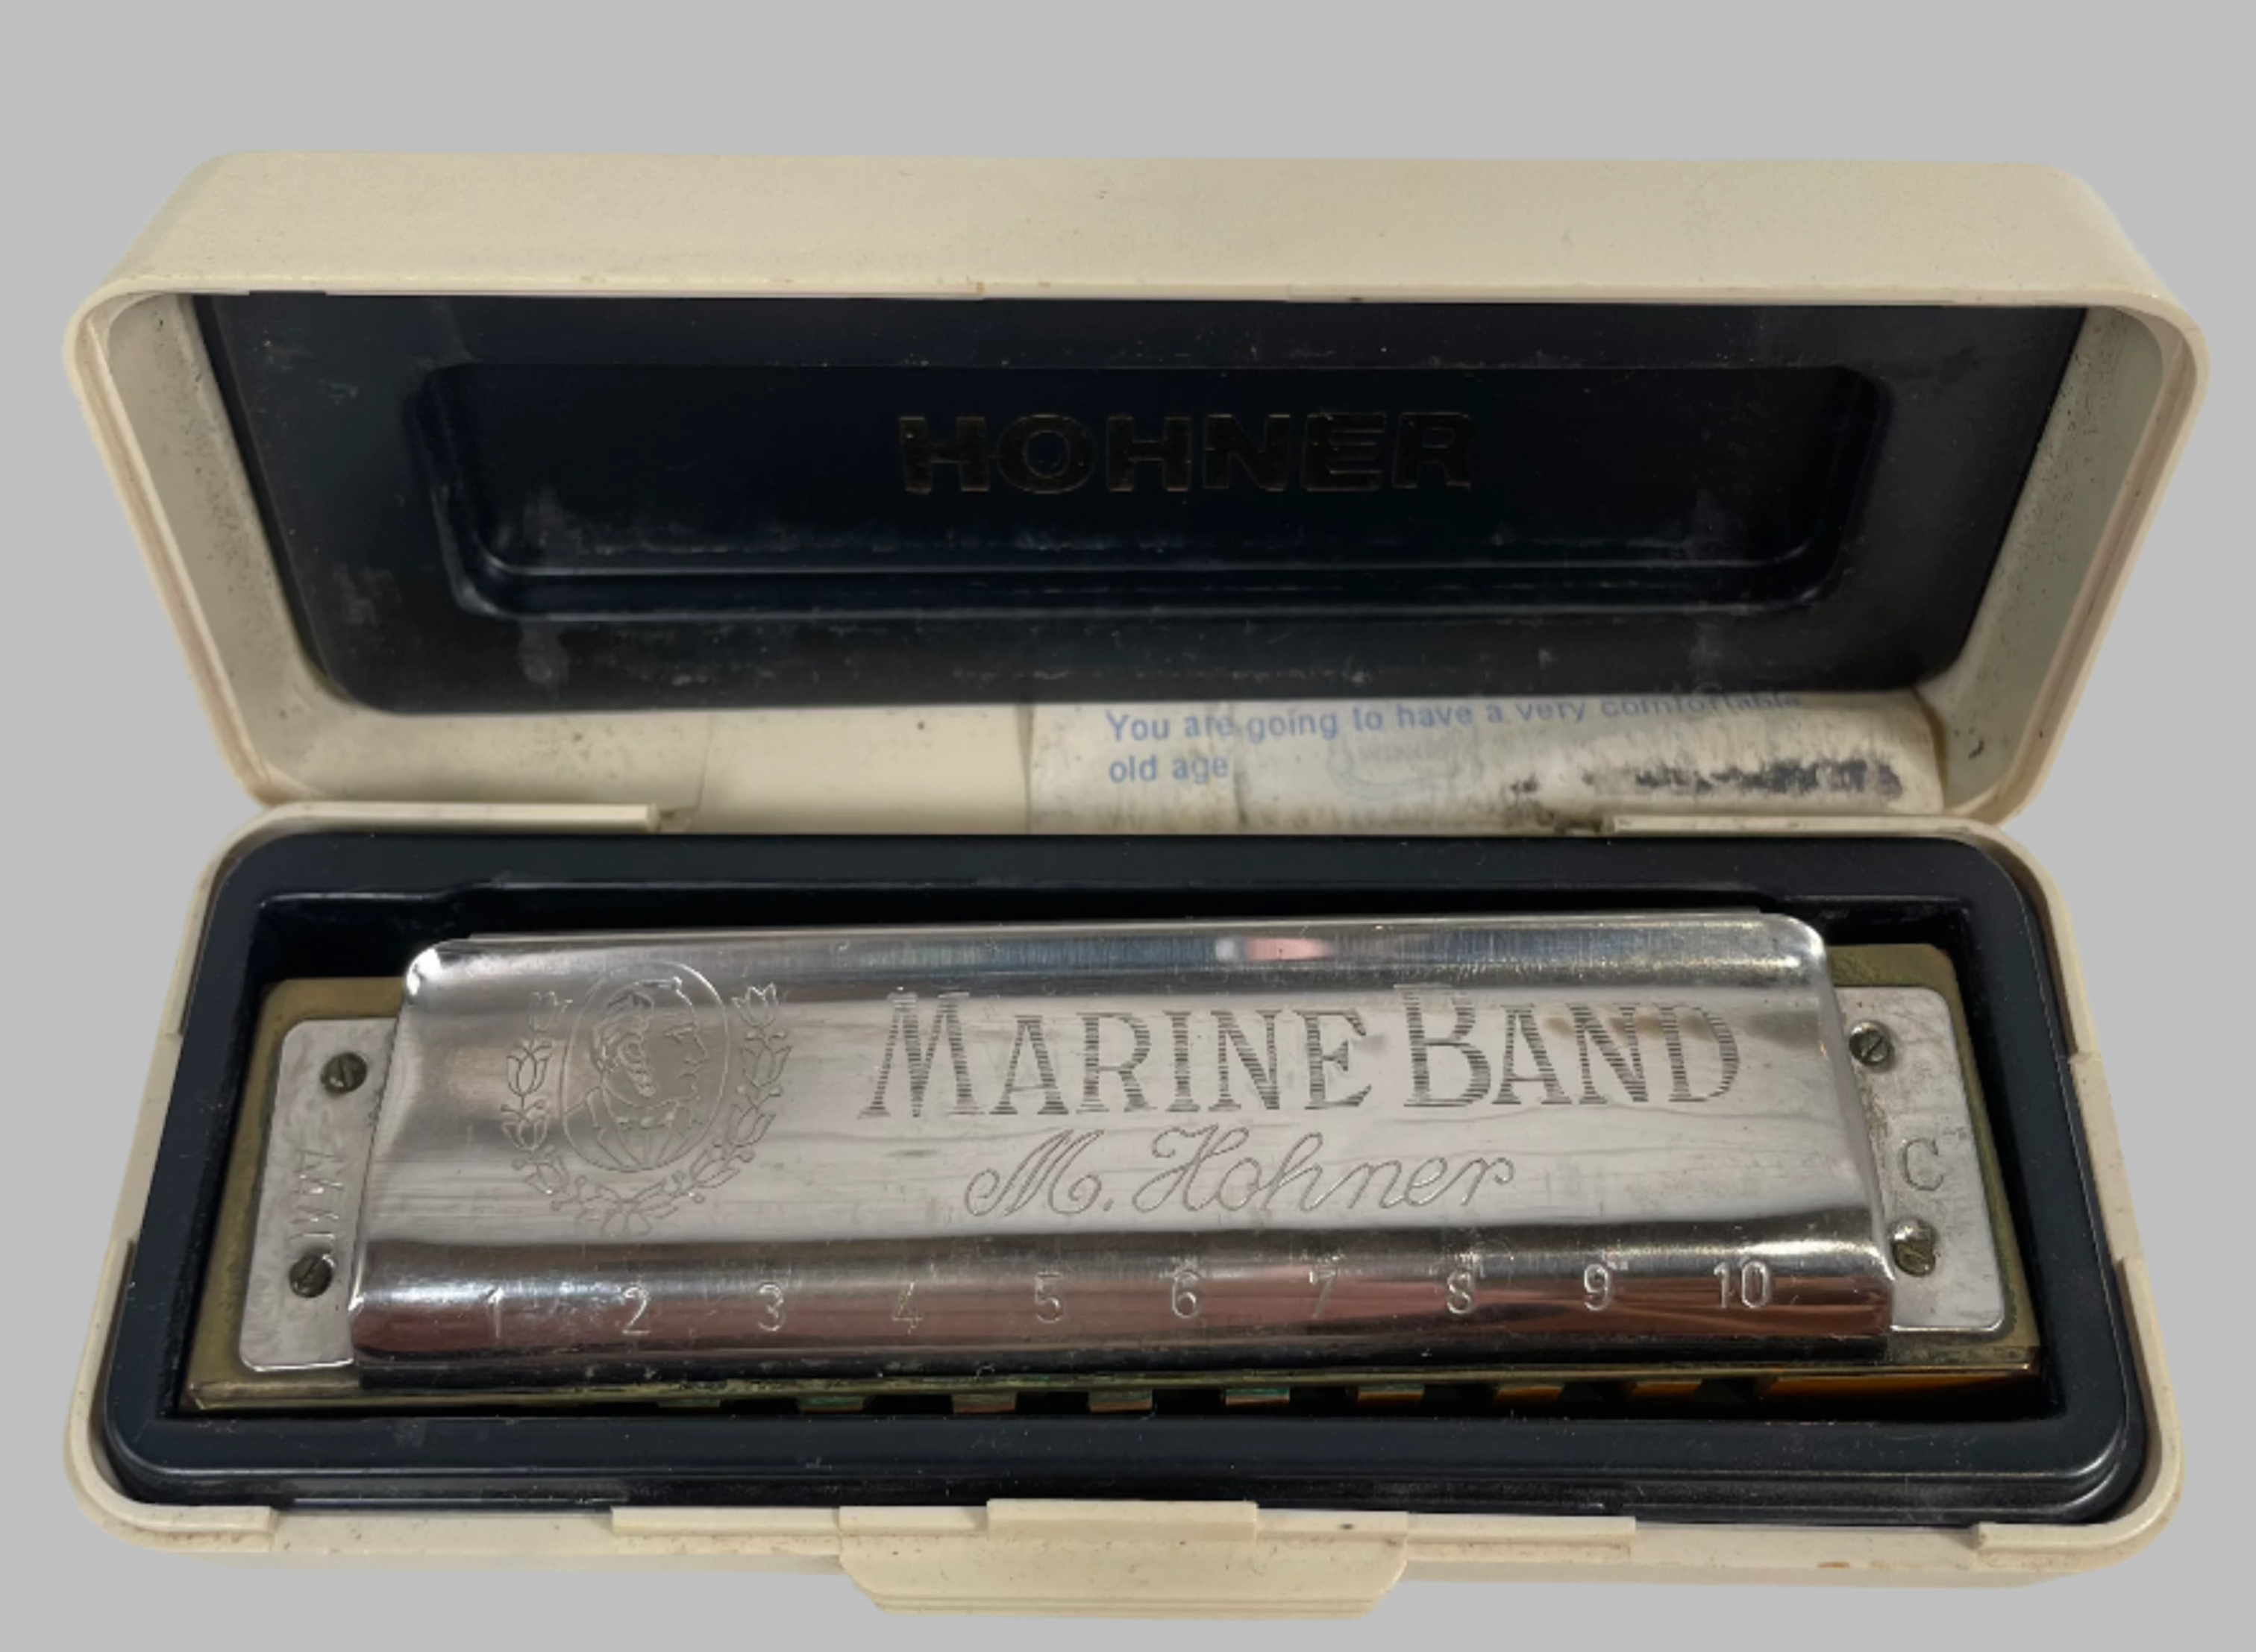 HOHNER
You are going to have a very comfortable
old age
MARINE BAND
M. Hohner
C
1 2 3 4 5 6 7 8 9 10